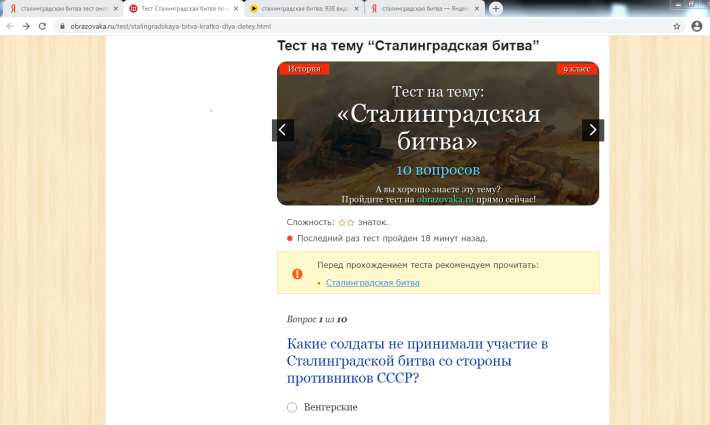 сталинградская битва тест онл
Тест Сталинградская битва по и
сталинградская битва: 938 виде
сталинградская битва — Яндек
obrazovaka.ru/test/stalingradskaya-bitva-kratko-dlya-detey.html
Тест на тему “Сталинградская битва”
История
9 класс
Тест на тему:
«Сталинградская
битва»
10 вопросов
А вы хорошо знаете эту тему?
Пройдите тест на obrazovaka.ru прямо сейчас!
Сложность: знаток.
Последний раз тест пройден 18 минут назад.
Перед прохождением теста рекомендуем прочитать:
Сталинградская битва
Вопрос 1 из 10
Какие солдаты не принимали участие в
Сталинградской битва со стороны
противников СССР?
Венгерские